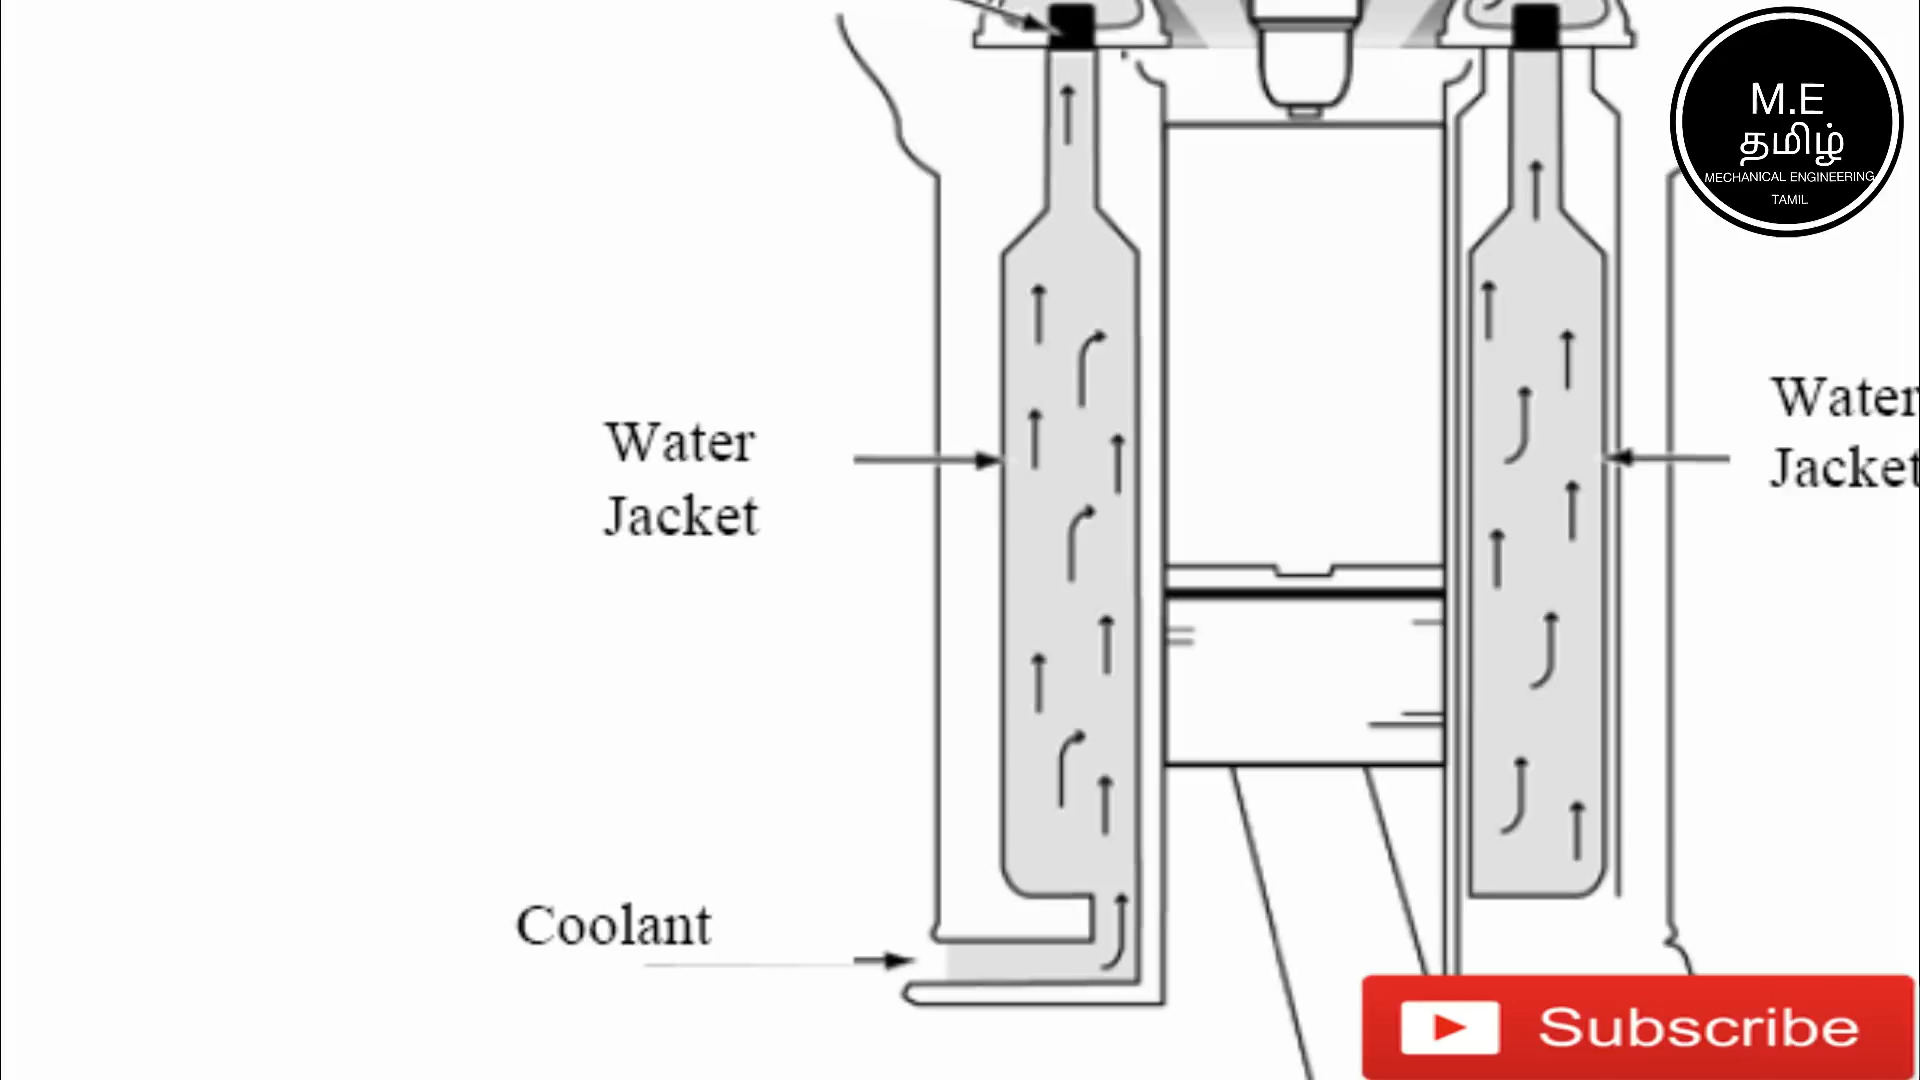 M.E
தமிழ்
MECHANICAL ENGINEERING
TAMIL
Water
Jacket
Water
Jacket
Coolant
Subscribe